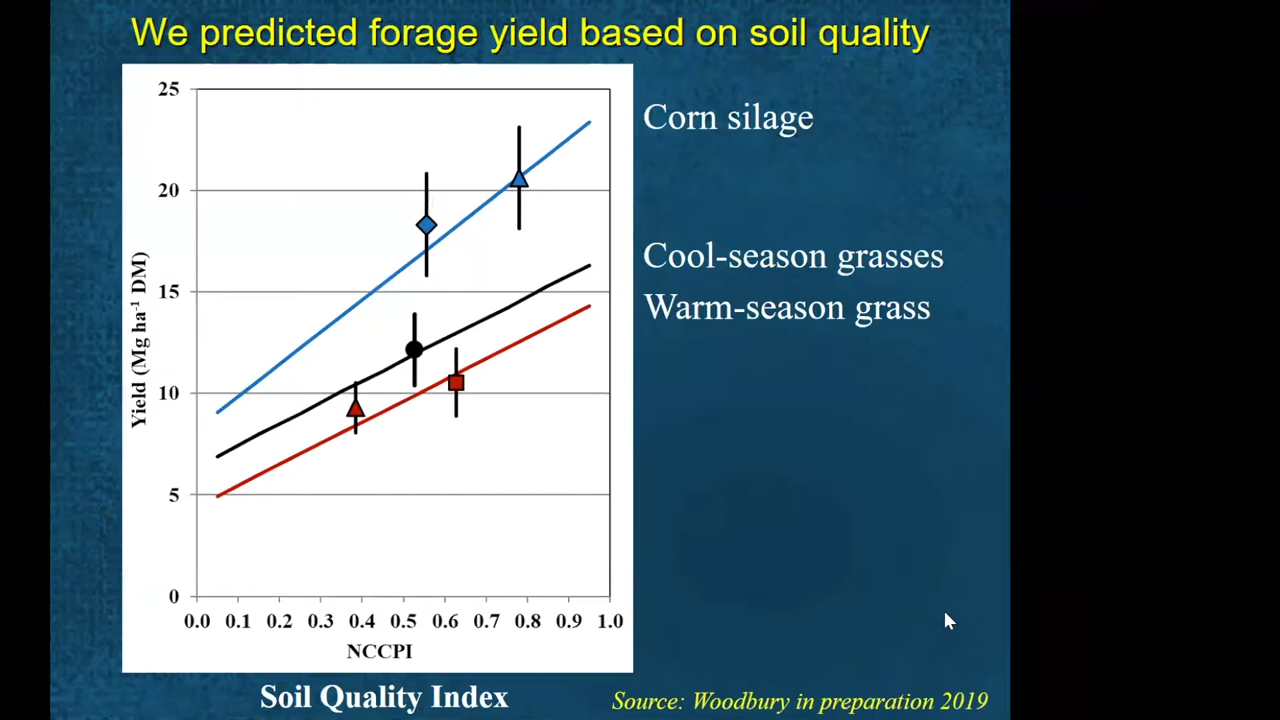 We predicted forage yield based on soil quality
25
20
15
10
5
0
Yield (Mg ha⁻¹ DM)
0.0 0.1 0.2 0.3 0.4 0.5 0.6 0.7 0.8 0.9 1.0
NCCPI
Corn silage
Cool-season grasses
Warm-season grass
Soil Quality Index
Source: Woodbury in preparation 2019